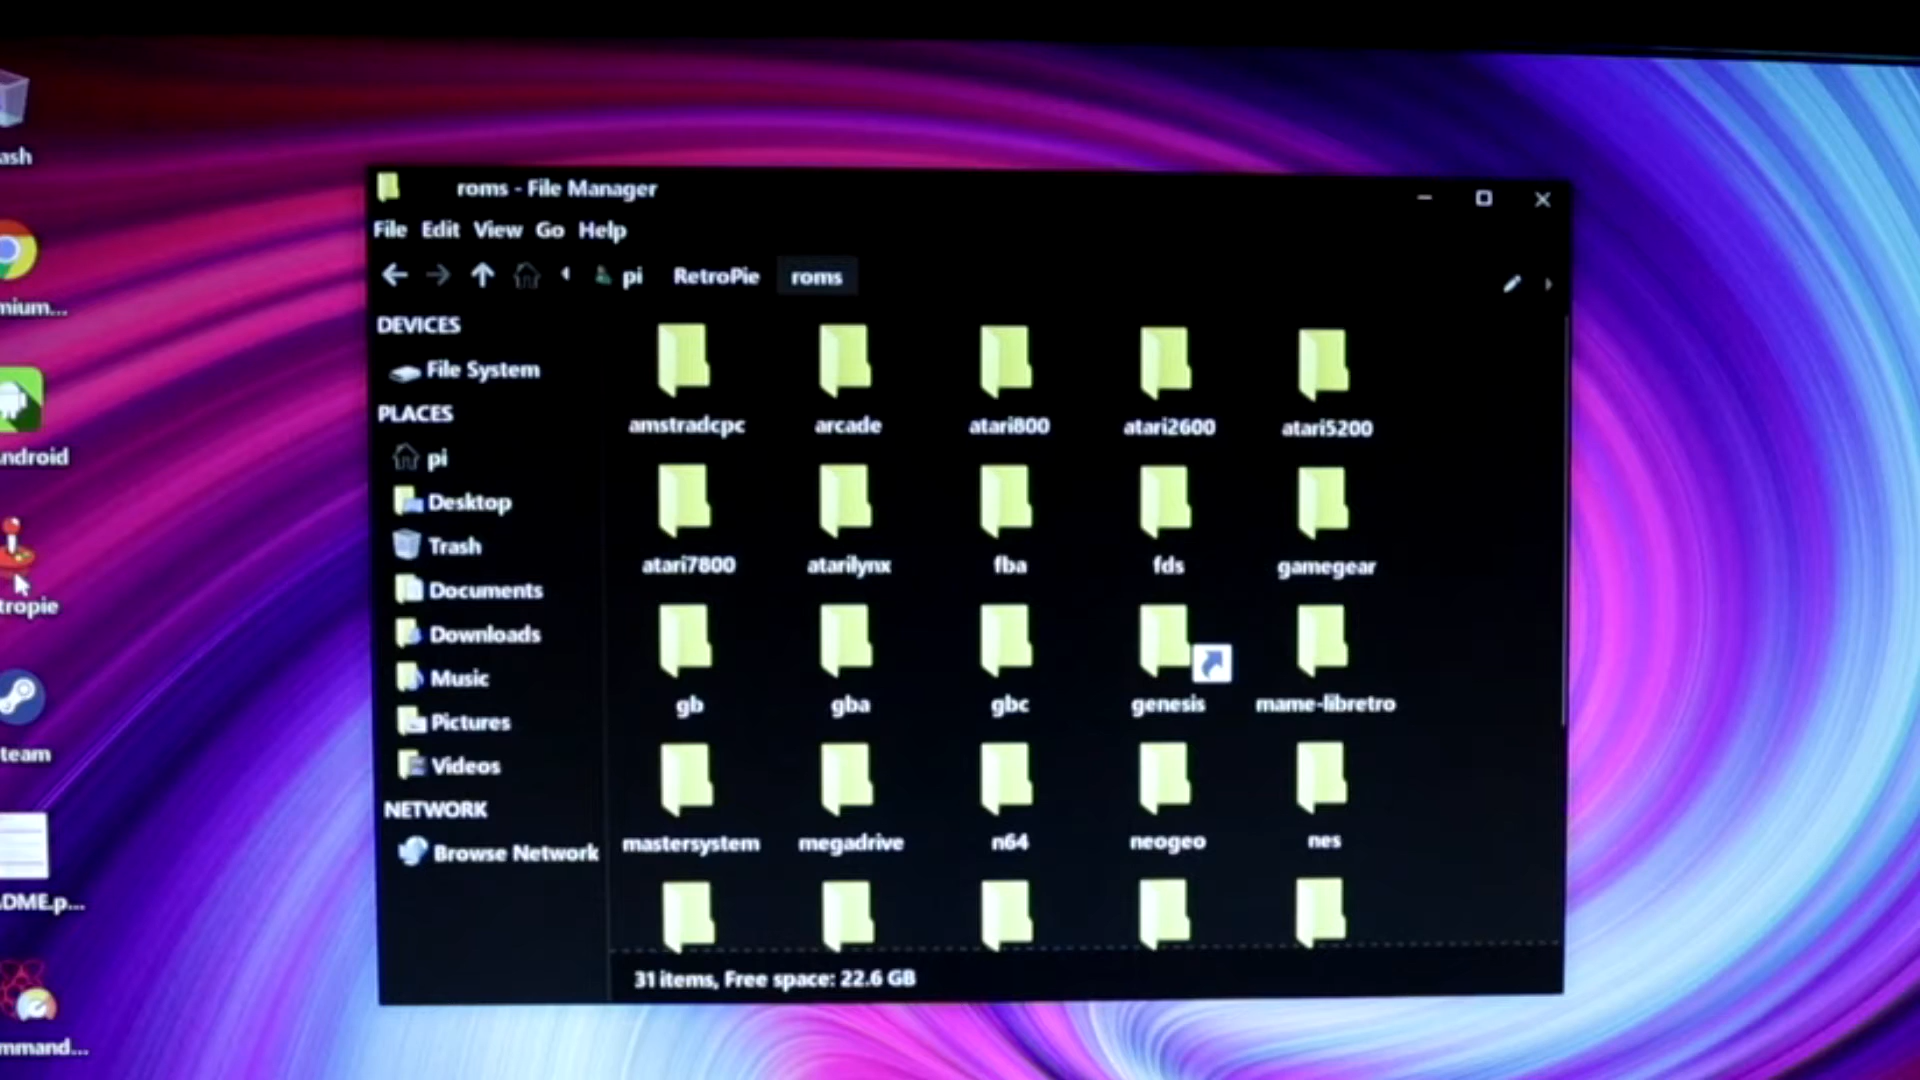 roms - File Manager
File Edit View Go Help
pi RetroPie roms
DEVICES
File System
PLACES
pi
Desktop
Trash
Documents
Downloads
Music
Pictures
Videos
NETWORK
Browse Network
amstradcpc arcade atari800 atari2600 atari5200
atari7800 atarilynx fba fds gamegear
gb gba gbc genesis mame-libretro
mastersystem megadrive n64 neogeo nes
31 items, Free space: 22.6 GB
ash
mium...
ndroid
tropie
team
DME.p...
mmand...